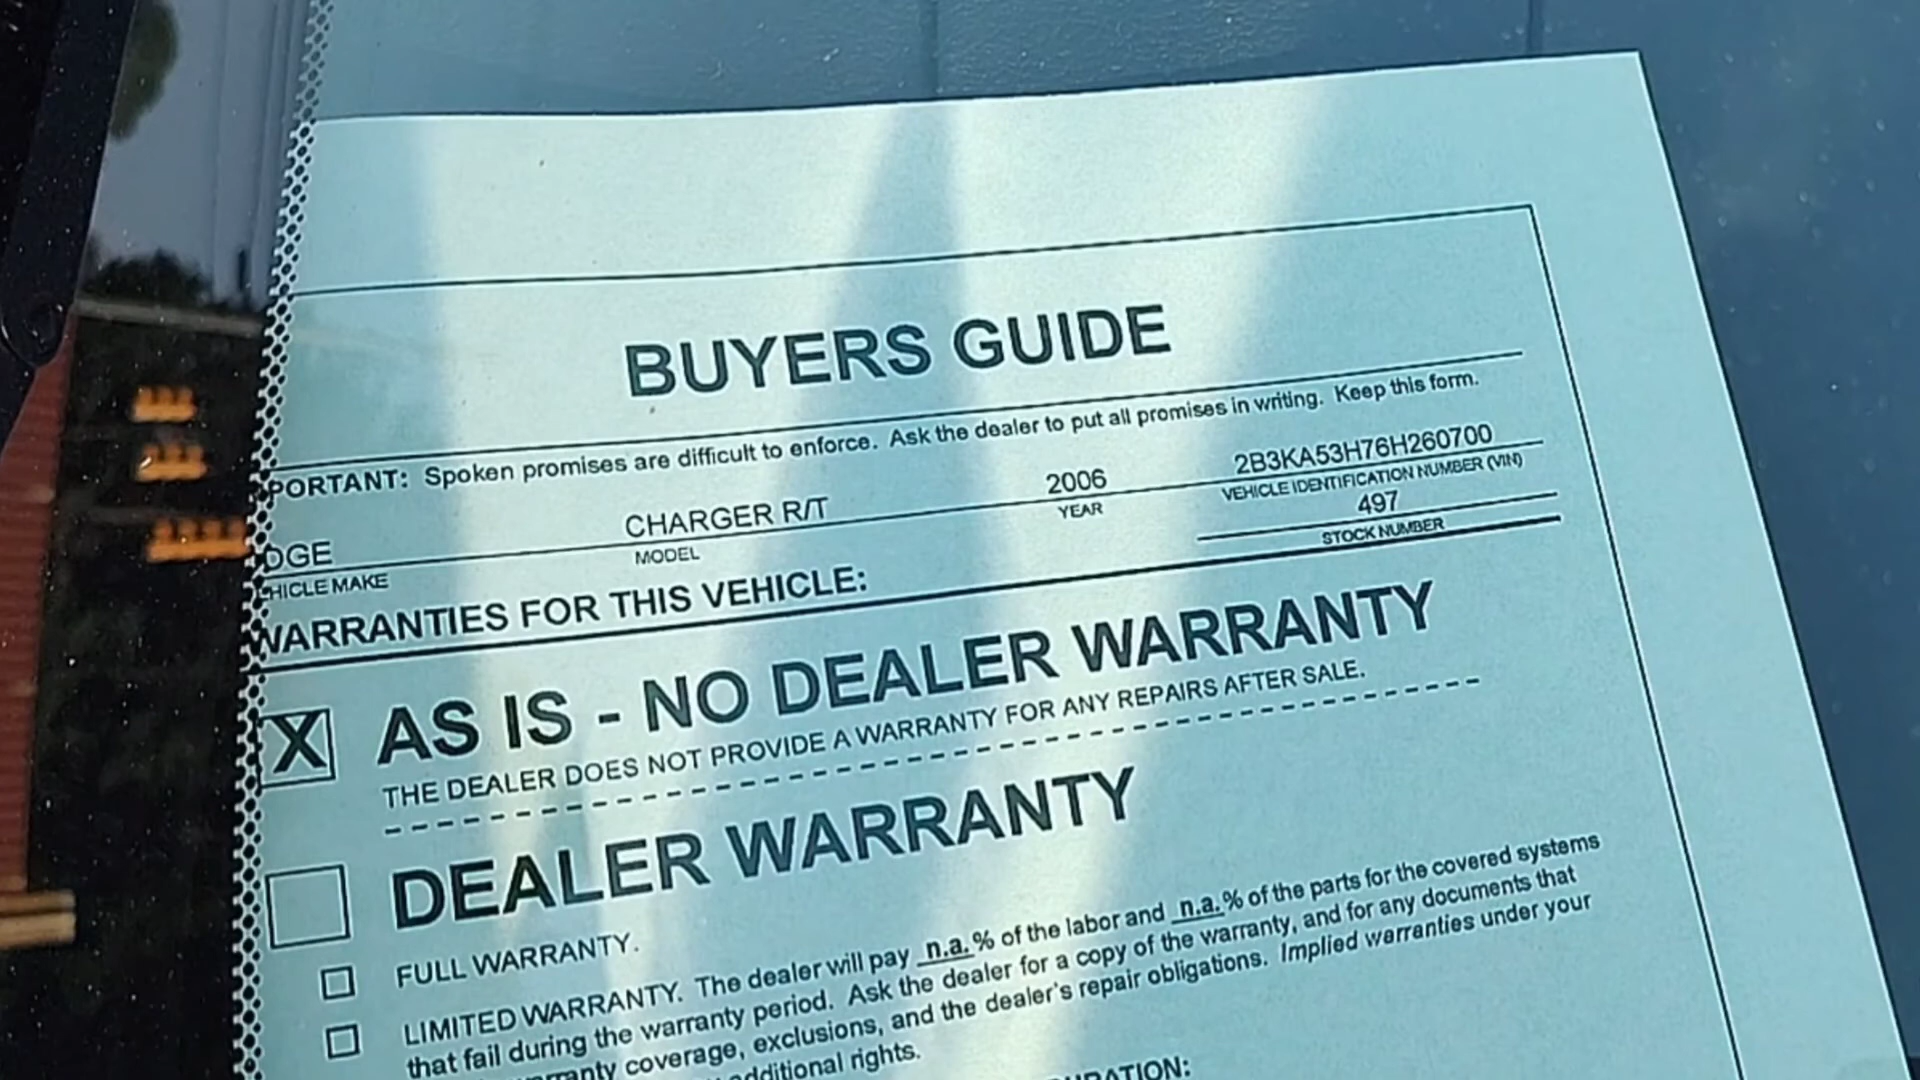 BUYERS GUIDE
PORTANT: Spoken promises are difficult to enforce. Ask the dealer to put all promises in writing. Keep this form.
DGE CHARGER R/T 2006 2B3KA53H76H260700
HICLE MAKE MODEL YEAR VEHICLE IDENTIFICATION NUMBER (VIN)
497
STOCK NUMBER
WARRANTIES FOR THIS VEHICLE:
X AS IS - NO DEALER WARRANTY
THE DEALER DOES NOT PROVIDE A WARRANTY FOR ANY REPAIRS AFTER SALE.
DEALER WARRANTY
FULL WARRANTY.
LIMITED WARRANTY. The dealer will pay n.a.% of the labor and n.a.% of the parts for the covered systems
that fail during the warranty period. Ask the dealer for a copy of the warranty, and for any documents that
coverage, exclusions, and the dealer's repair obligations. Implied warranties under your
additional rights.